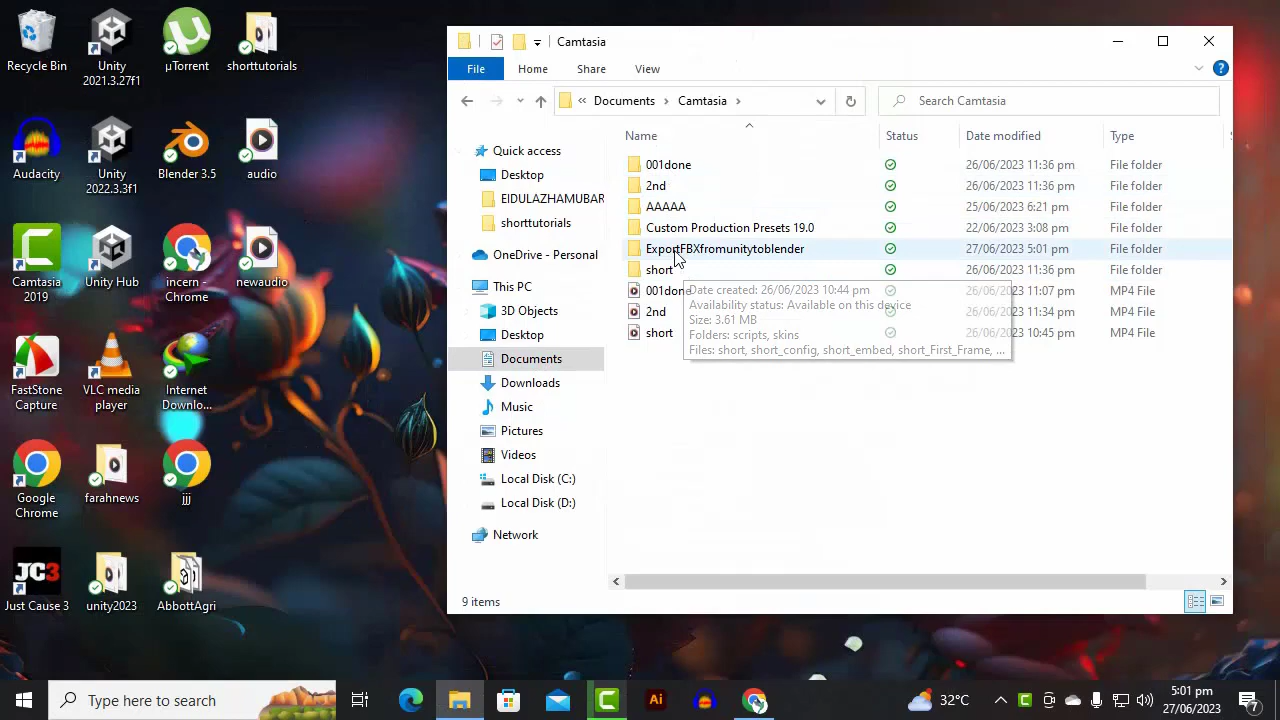 Recycle Bin
Unity
2021.3.27f1
µTorrent
shorttutorials
Audacity
Unity
2022.3.3f1
Blender 3.5
audio
Camtasia
2019
Unity Hub
incern -
Chrome
newaudio
FastStone
Capture
VLC media
player
Internet
Downlo...
Google
Chrome
farahnews
jjj
JC3
Just Cause 3
unity2023
AbbottAgri
Camtasia
File
Home
Share
View
Documents
Camtasia
Search Camtasia
Quick access
Desktop
EIDULAZHAMUBAR
shorttutorials
OneDrive - Personal
This PC
3D Objects
Desktop
Documents
Downloads
Music
Pictures
Videos
Local Disk (C:)
Local Disk (D:)
Network
Name Status Date modified Type
001done 26/06/2023 11:36 pm File folder
2nd 26/06/2023 11:36 pm File folder
AAAAA 25/06/2023 6:21 pm File folder
Custom Production Presets 19.0 22/06/2023 3:08 pm File folder
ExportFBXfromunitytoblender 27/06/2023 5:01 pm File folder
short 26/06/2023 11:36 pm File folder
001done 26/06/2023 11:07 pm MP4 File
2nd 26/06/2023 11:34 pm MP4 File
short 26/06/2023 10:45 pm MP4 File
Date created: 26/06/2023 10:44 pm
Availability status: Available on this device
Size: 3.61 MB
Folders: scripts, skins
Files: short, short_config, short_embed, short_First_Frame, ...
9 items
Type here to search
Ai
32°C
5:01 pm
27/06/2023
7